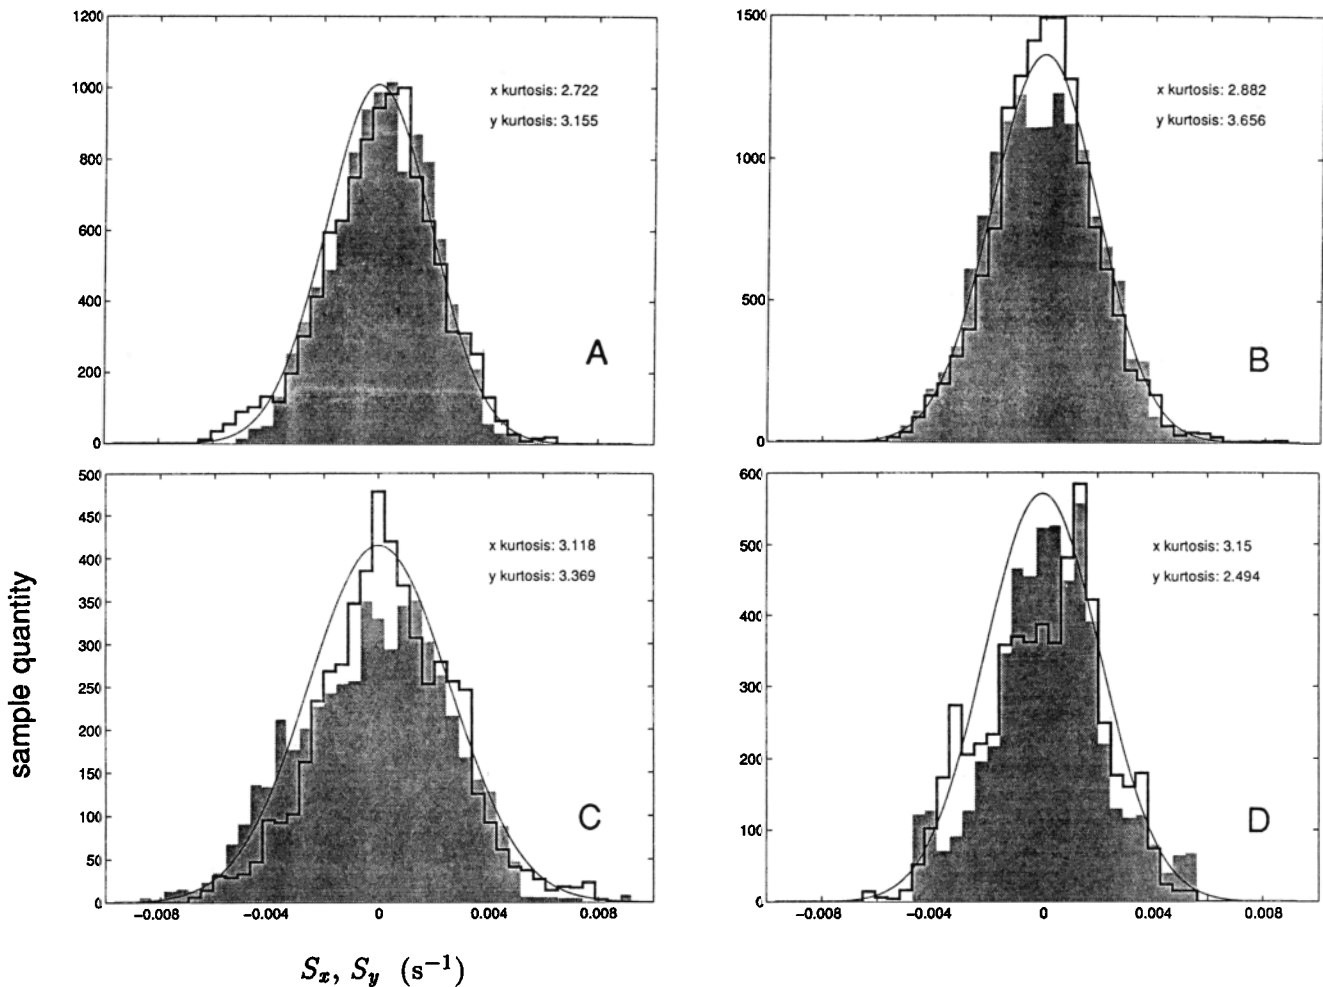 1200
1000
800
600
400
200
0
x kurtosis: 2.722
y kurtosis: 3.155
A
1500
1000
500
0
x kurtosis: 2.882
y kurtosis: 3.656
B
sample quantity
500
450
400
350
300
250
200
150
100
50
0
−0.008 −0.004 0 0.004 0.008
x kurtosis: 3.118
y kurtosis: 3.369
C
600
500
400
300
200
100
0
−0.008 −0.004 0 0.004 0.008
x kurtosis: 3.15
y kurtosis: 2.494
D
Sₓ, S_y (s⁻¹)